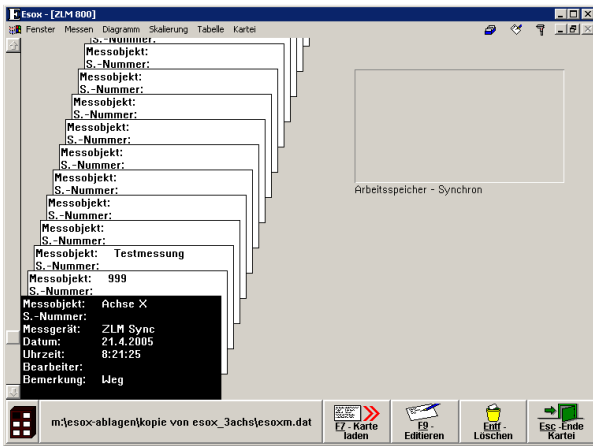 Esox - [ZLM 800]
Fenster Messen Diagramm Skalierung Tabelle Kartei
S.-Nummer:
Messobjekt:
S.-Nummer:
Messobjekt:
S.-Nummer:
Messobjekt:
S.-Nummer:
Messobjekt:
S.-Nummer:
Messobjekt:
S.-Nummer:
Messobjekt:
S.-Nummer:
Messobjekt:
S.-Nummer:
Messobjekt:
S.-Nummer:
Messobjekt: Testmessung
S.-Nummer:
Messobjekt: 999
S.-Nummer:
Messobjekt: Achse X
S.-Nummer:
Messgerät: ZLM Sync
Datum: 21.4.2005
Uhrzeit: 8:21:25
Bearbeiter:
Bemerkung: Weg
Arbeitsspeicher - Synchron
m:\esox-ablagen\kopie von esox_3achs\esoxm.dat
F7 - Karte
laden
F9 -
Editieren
Entf -
Löschen
Esc -Ende
Kartei